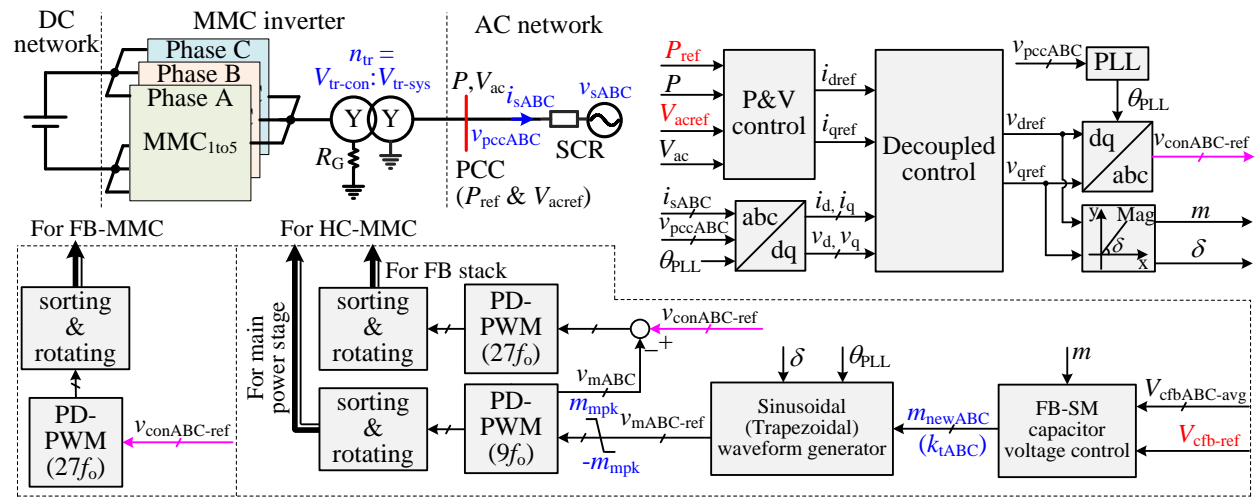 DC
network
MMC inverter
AC network
Phase C
Phase B
Phase A
MMC1to5
ntr =
Vtr-con:Vtr-sys
Y
Y
RG
P,Vac
isABC
vsABC
vpccABC
SCR
PCC
(Pref & Vacref)
Pref
P
Vacref
Vac
P&V
control
idref
iqref
isABC
vpccABC
θPLL
abc
dq
id, iq
vd, vq
Decoupled
control
vpccABC
PLL
θPLL
vdref
vqref
dq
abc
vconABC-ref
y
Mag
δ
x
m
δ
For FB-MMC
sorting
&
rotating
PD-
PWM
(27fo)
vconABC-ref
For HC-MMC
For FB stack
For main
power stage
sorting
&
rotating
PD-
PWM
(27fo)
vconABC-ref
− +
vmABC
sorting
&
rotating
PD-
PWM
(9fo)
mmpk
-mmpk
vmABC-ref
δ
θPLL
Sinusoidal
(Trapezoidal)
waveform generator
mnewABC
(ktABC)
m
FB-SM
capacitor
voltage control
VcfbABC-avg
Vcfb-ref